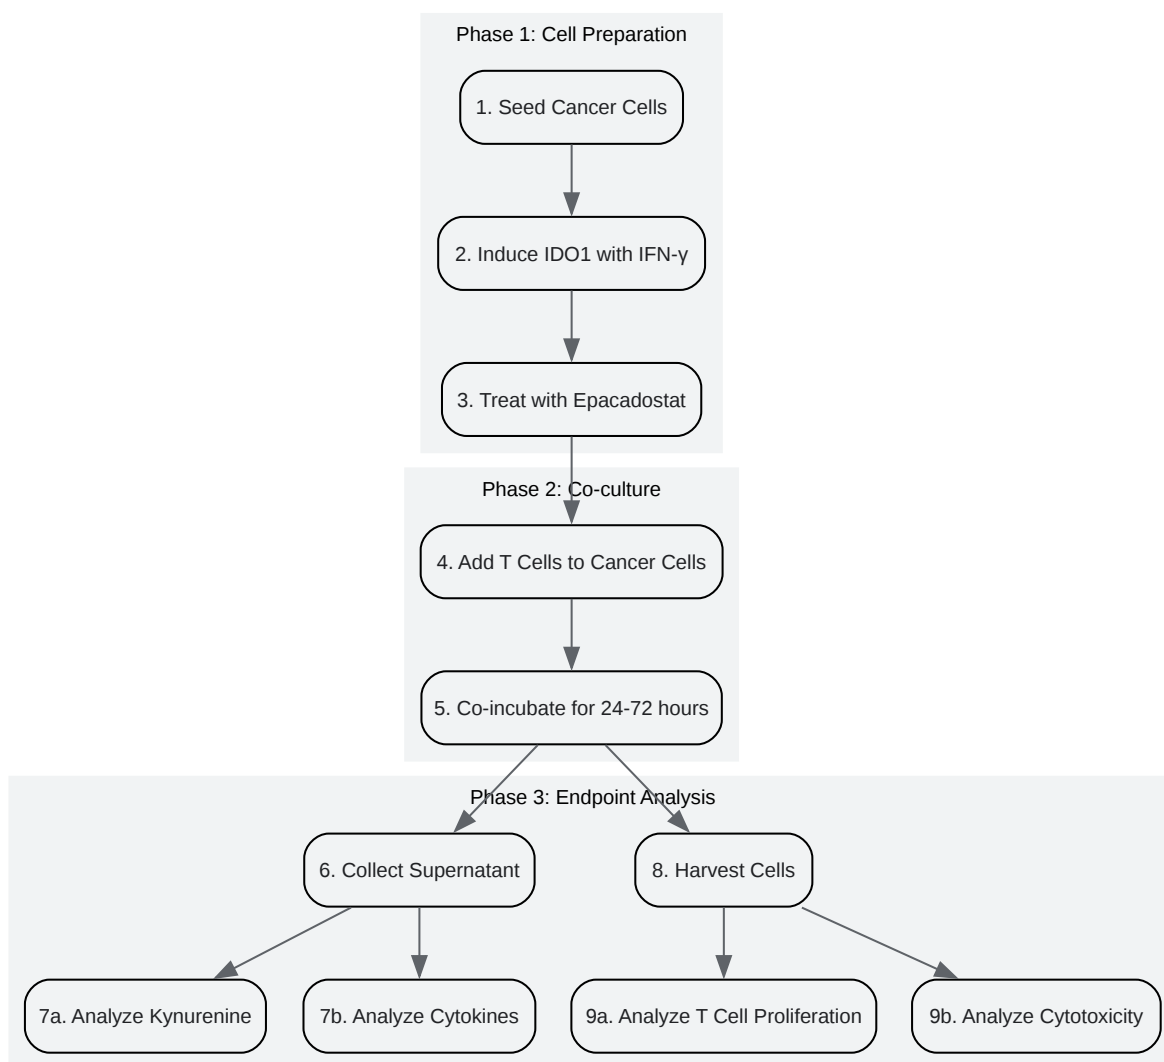 Phase 1: Cell Preparation
1. Seed Cancer Cells
2. Induce IDO1 with IFN-γ
3. Treat with Epacadostat
Phase 2: Co-culture
4. Add T Cells to Cancer Cells
5. Co-incubate for 24-72 hours
Phase 3: Endpoint Analysis
6. Collect Supernatant
8. Harvest Cells
7a. Analyze Kynurenine
7b. Analyze Cytokines
9a. Analyze T Cell Proliferation
9b. Analyze Cytotoxicity